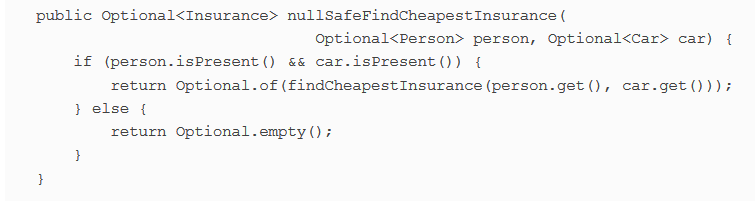 public Optional<Insurance> nullSafeFindCheapestInsurance(
                              Optional<Person> person, Optional<Car> car) {
    if (person.isPresent() && car.isPresent()) {
        return Optional.of(findCheapestInsurance(person.get(), car.get()));
    } else {
        return Optional.empty();
    }
}